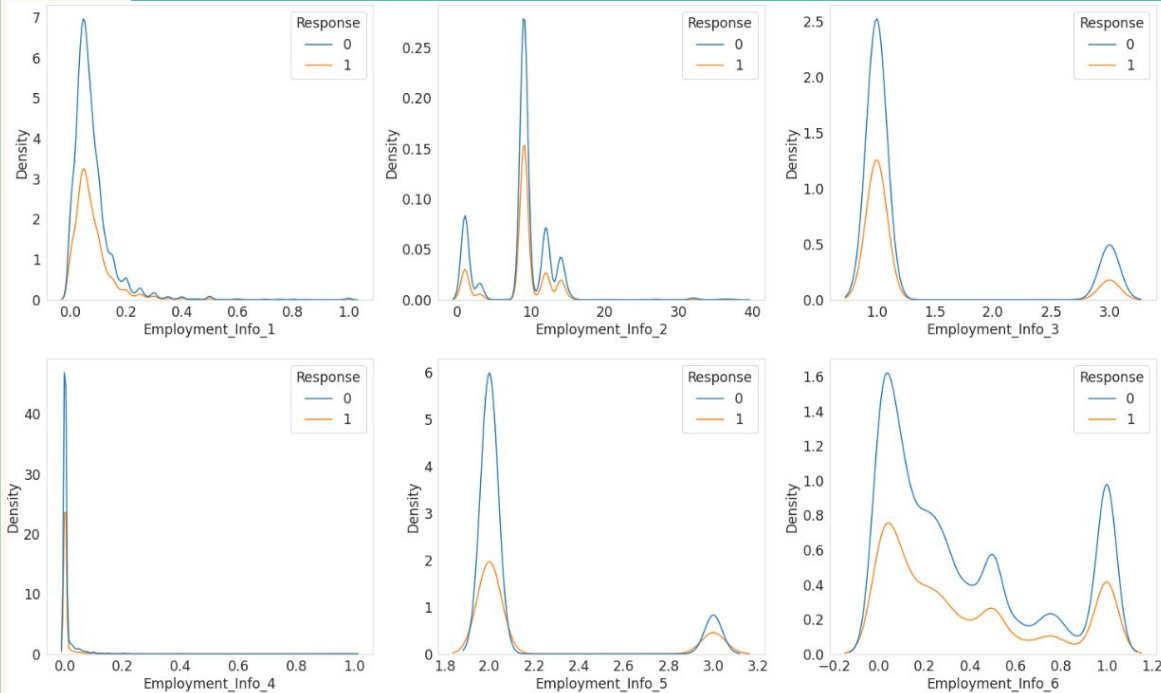 7
6
5
4
3
2
1
0
Density
Response
0
1
0.0 0.2 0.4 0.6 0.8 1.0
Employment_Info_1
0.25
0.20
0.15
0.10
0.05
0.00
Density
Response
0
1
0 10 20 30 40
Employment_Info_2
2.5
2.0
1.5
1.0
0.5
0.0
Density
Response
0
1
1.0 1.5 2.0 2.5 3.0
Employment_Info_3
40
30
20
10
0
Density
Response
0
1
0.0 0.2 0.4 0.6 0.8 1.0
Employment_Info_4
6
5
4
3
2
1
0
Density
Response
0
1
1.8 2.0 2.2 2.4 2.6 2.8 3.0 3.2
Employment_Info_5
1.6
1.4
1.2
1.0
0.8
0.6
0.4
0.2
0.0
Density
Response
0
1
−0.2 0.0 0.2 0.4 0.6 0.8 1.0 1.2
Employment_Info_6